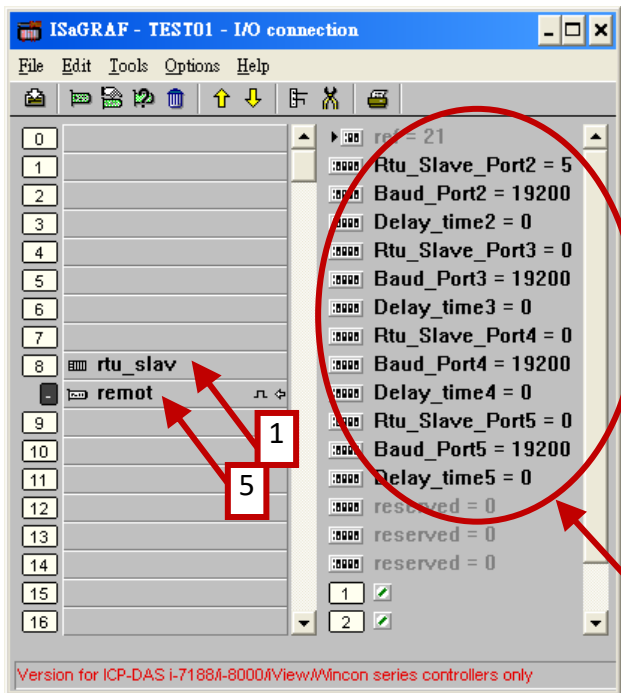 ISaGRAF - TEST01 - I/O connection
File Edit Tools Options Help
0
1
2
3
4
5
6
7
8 rtu_slav
- remot
9
10
11
12
13
14
15
16
1
5
ref = 21
Rtu_Slave_Port2 = 5
Baud_Port2 = 19200
Delay_time2 = 0
Rtu_Slave_Port3 = 0
Baud_Port3 = 19200
Delay_time3 = 0
Rtu_Slave_Port4 = 0
Baud_Port4 = 19200
Delay_time4 = 0
Rtu_Slave_Port5 = 0
Baud_Port5 = 19200
Delay_time5 = 0
reserved = 0
reserved = 0
reserved = 0
1
2
Version for ICP-DAS i-7188/i-8000/iView/Wincon series controllers only